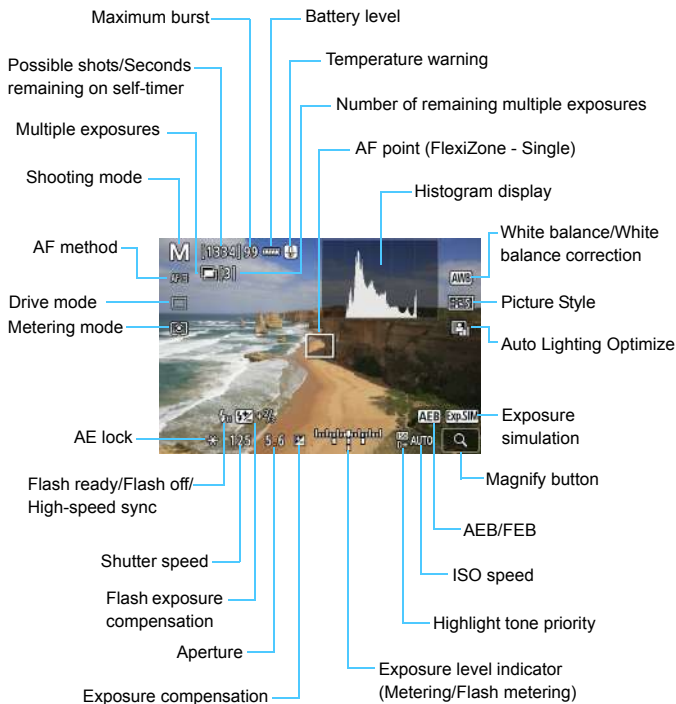 Maximum burst
Battery level
Possible shots/Seconds
remaining on self-timer
Temperature warning
Number of remaining multiple exposures
Multiple exposures
AF point (FlexiZone - Single)
Shooting mode
Histogram display
White balance/White
balance correction
AF method
Drive mode
Picture Style
Metering mode
Auto Lighting Optimize
M [1334] 99
[3]
AWB
AEB Exp.SIM
125 5.6 AUTO
Exposure
simulation
AE lock
Magnify button
Flash ready/Flash off/
High-speed sync
AEB/FEB
Shutter speed
ISO speed
Flash exposure
compensation
Highlight tone priority
Aperture
Exposure level indicator
(Metering/Flash metering)
Exposure compensation